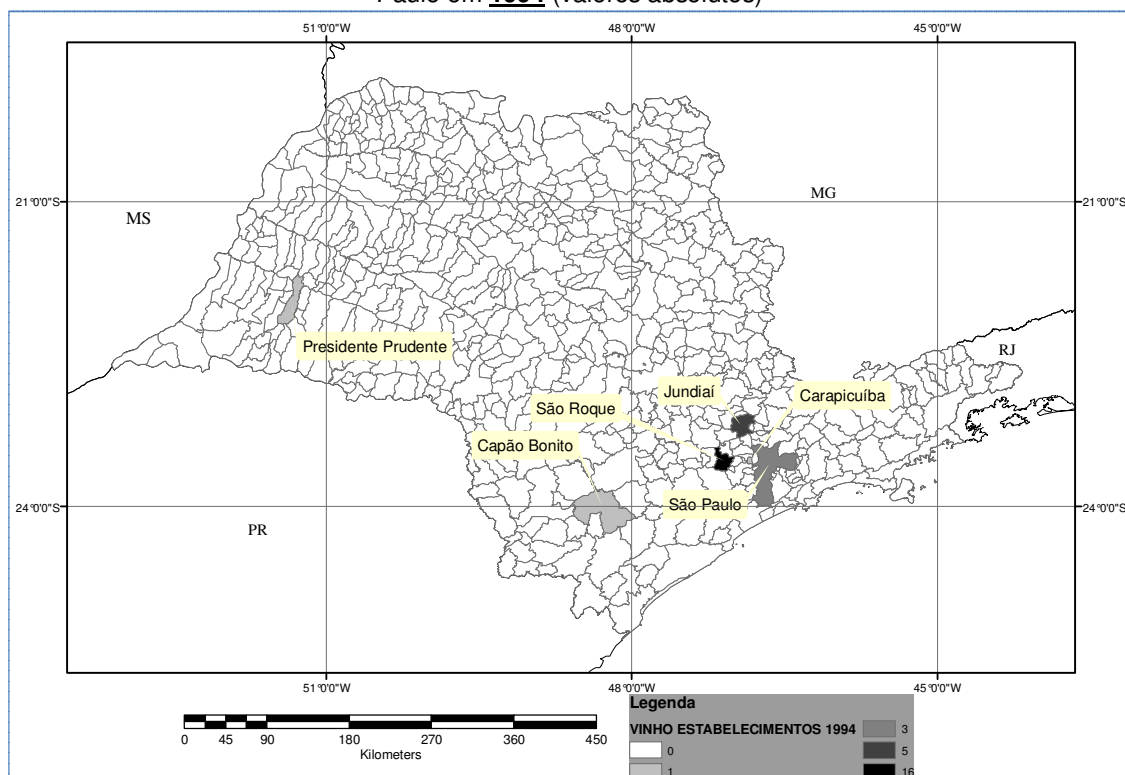 Paulo em 1994 (valores absolutos)
51°0'0"W 48°0'0"W 45°0'0"W
MG
21°0'0"S 21°0'0"S
MS
Presidente Prudente
RJ
Jundiaí Carapicuíba
São Roque
Capão Bonito
São Paulo
24°0'0"S 24°0'0"S
PR
51°0'0"W 48°0'0"W 45°0'0"W
Legenda
VINHO ESTABELECIMENTOS 1994
0
1
3
5
16
0 45 90 180 270 360 450
Kilometers